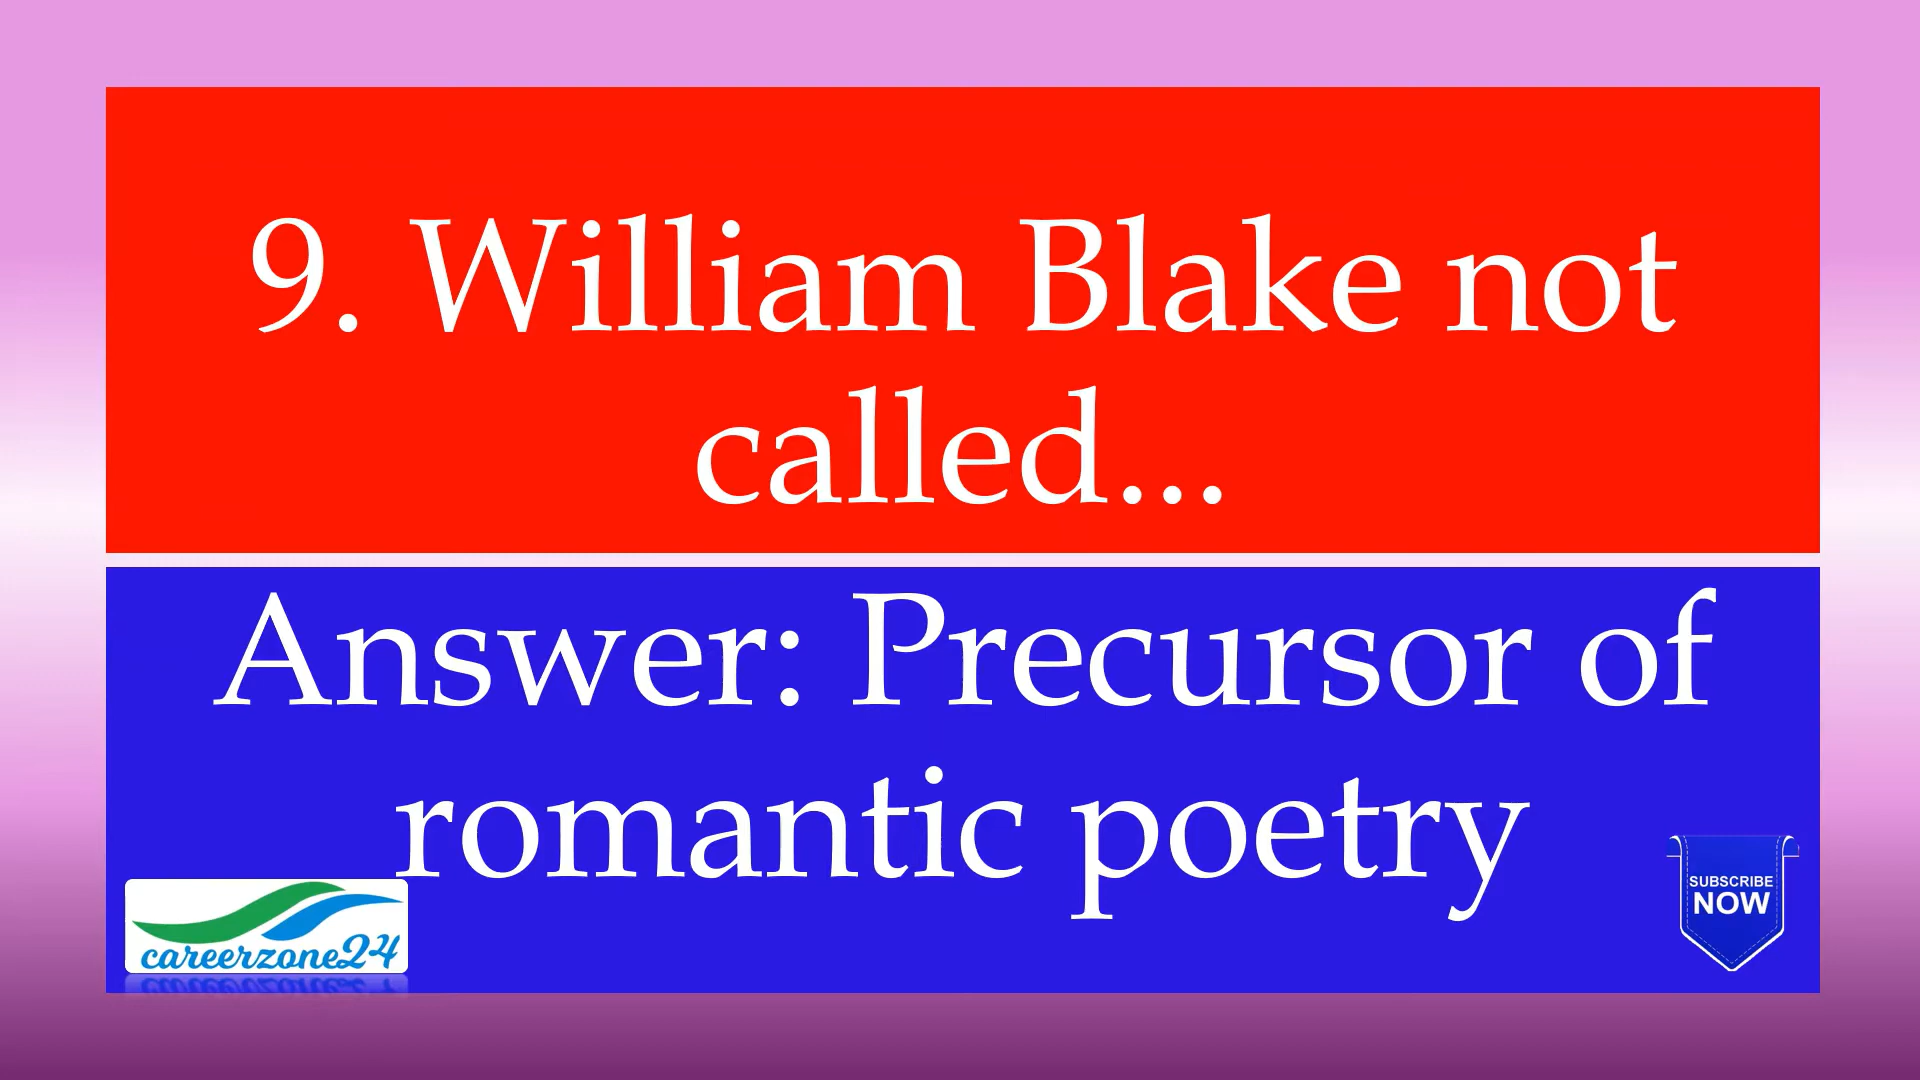 9. William Blake not
called...
Answer: Precursor of
romantic poetry
careerzone24
SUBSCRIBE
NOW